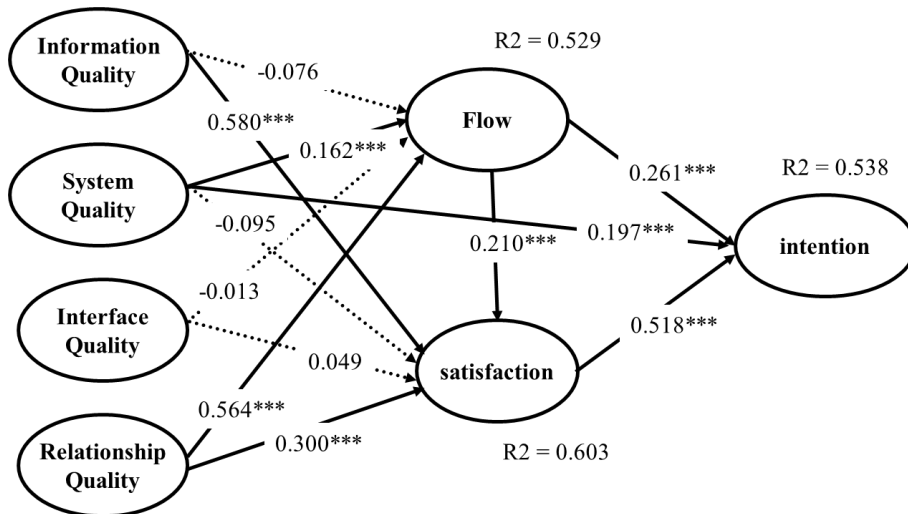 Information
Quality
R2 = 0.529
-0.076
0.580***
Flow
0.162***
System
Quality
0.261***
R2 = 0.538
-0.095
0.210***
0.197***
intention
-0.013
Interface
Quality
0.049
0.518***
satisfaction
0.564***
0.300***
Relationship
Quality
R2 = 0.603